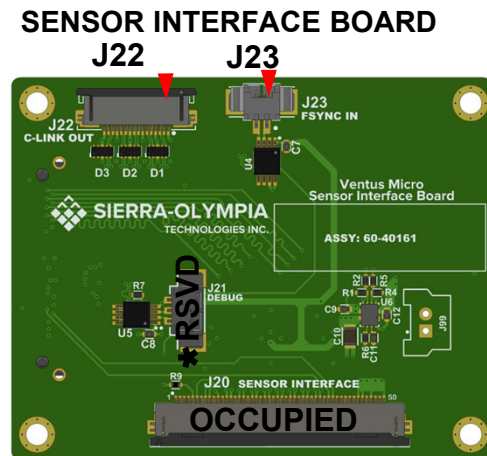 SENSOR INTERFACE BOARD
J22
J23
J22
C-LINK OUT
J23
FSYNC IN
U4
C7
D3
D2
D1
SIERRA-OLYMPIA
TECHNOLOGIES INC.
Ventus Micro
Sensor Interface Board
ASSY: 60-40161
R7
U5
C8
J21
DEBUG
* RSVD
R2
R5
R1
R4
U6
C9
C12
C10
R6
C11
J99
R9
J20 SENSOR INTERFACE
1
50
OCCUPIED